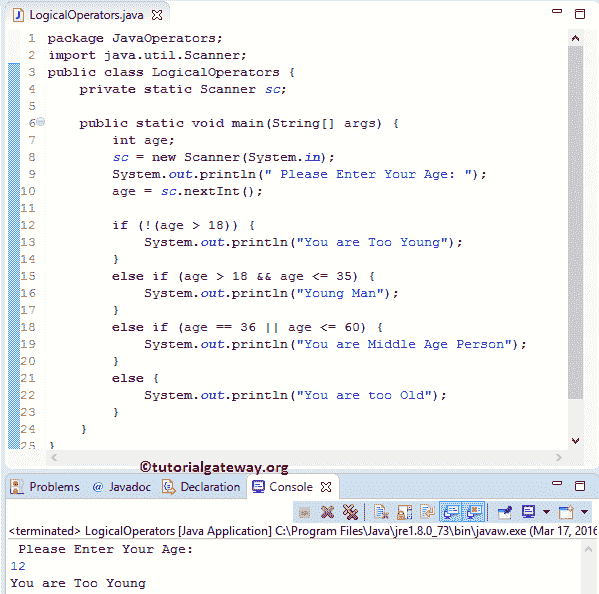 LogicalOperators.java
1 package JavaOperators;
2 import java.util.Scanner;
3 public class LogicalOperators {
4     private static Scanner sc;
5
6     public static void main(String[] args) {
7         int age;
8         sc = new Scanner(System.in);
9         System.out.println(" Please Enter Your Age: ");
10         age = sc.nextInt();
11
12         if (!(age > 18)) {
13             System.out.println("You are Too Young");
14         }
15         else if (age > 18 && age <= 35) {
16             System.out.println("Young Man");
17         }
18         else if (age == 36 || age <= 60) {
19             System.out.println("You are Middle Age Person");
20         }
21         else {
22             System.out.println("You are too Old");
23         }
24     }
25 }
©tutorialgateway.org
Problems @ Javadoc Declaration Console
<terminated> LogicalOperators [Java Application] C:\Program Files\Java\jre1.8.0_73\bin\javaw.exe (Mar 17, 2016
 Please Enter Your Age:
12
You are Too Young